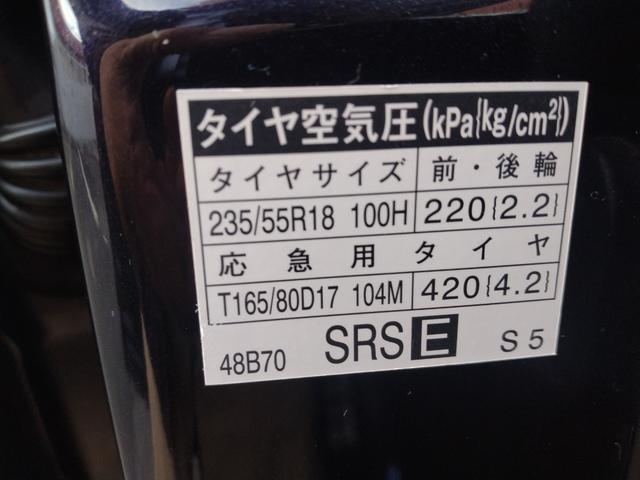 タイヤ空気圧(kPa{kg/cm²})
タイヤサイズ 前・後輪
235/55R18 100H 220{2.2}
応急用タイヤ
T165/80D17 104M 420{4.2}
48B70 SRS E S5